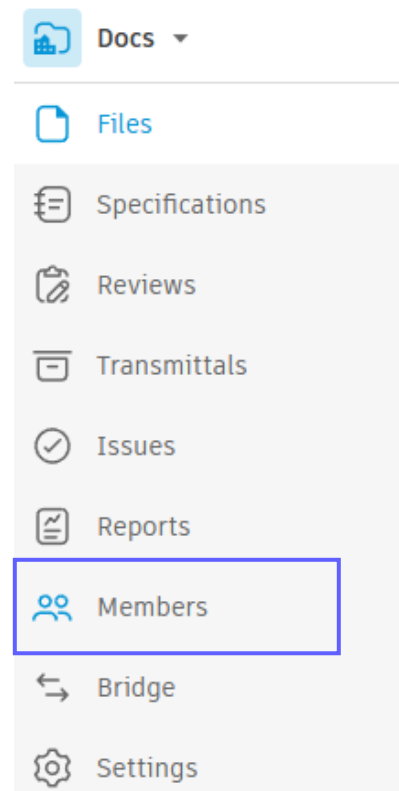 Docs
Files
Specifications
Reviews
Transmittals
Issues
Reports
Members
Bridge
Settings